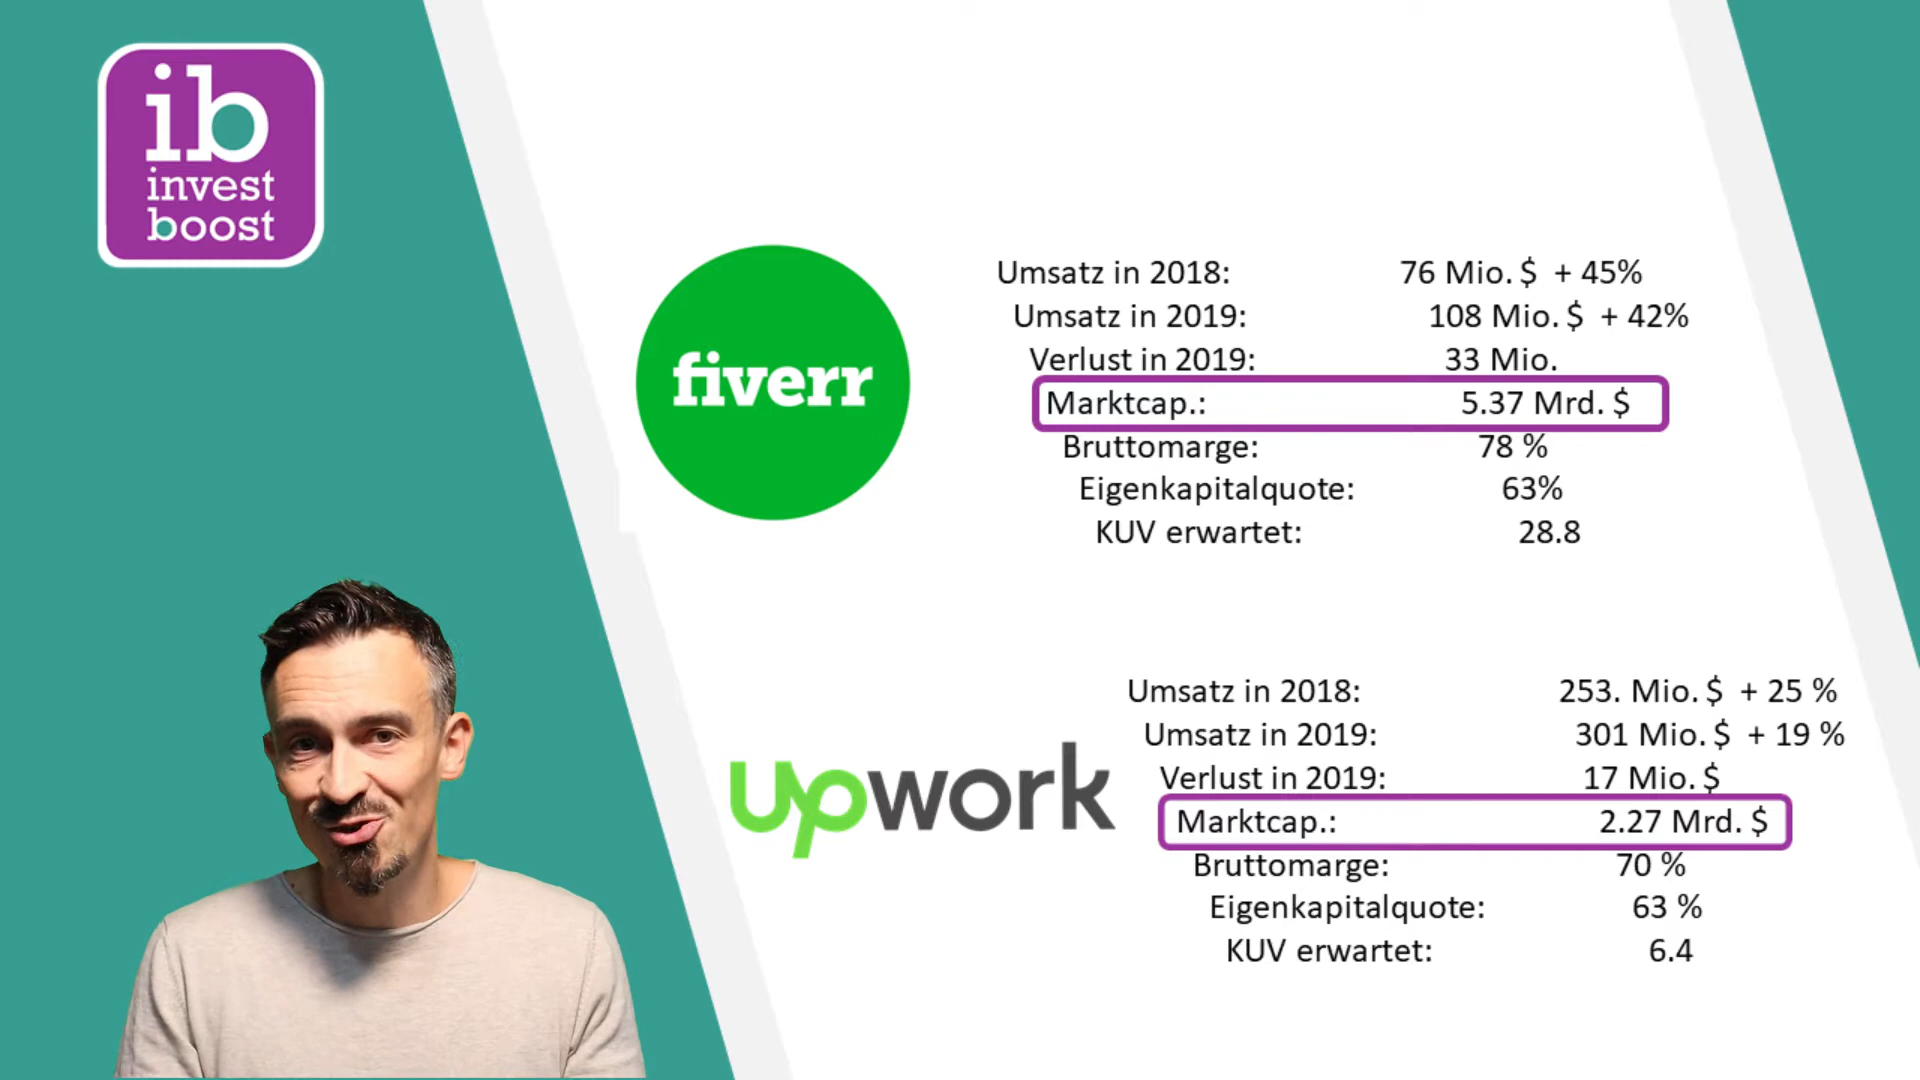 ib
invest
boost
fiverr
Umsatz in 2018: 76 Mio. $ + 45%
Umsatz in 2019: 108 Mio. $ + 42%
Verlust in 2019: 33 Mio.
Marktcap.: 5.37 Mrd. $
Bruttomarge: 78 %
Eigenkapitalquote: 63%
KUV erwartet: 28.8
upwork
Umsatz in 2018: 253. Mio. $ + 25 %
Umsatz in 2019: 301 Mio. $ + 19 %
Verlust in 2019: 17 Mio. $
Marktcap.: 2.27 Mrd. $
Bruttomarge: 70 %
Eigenkapitalquote: 63 %
KUV erwartet: 6.4